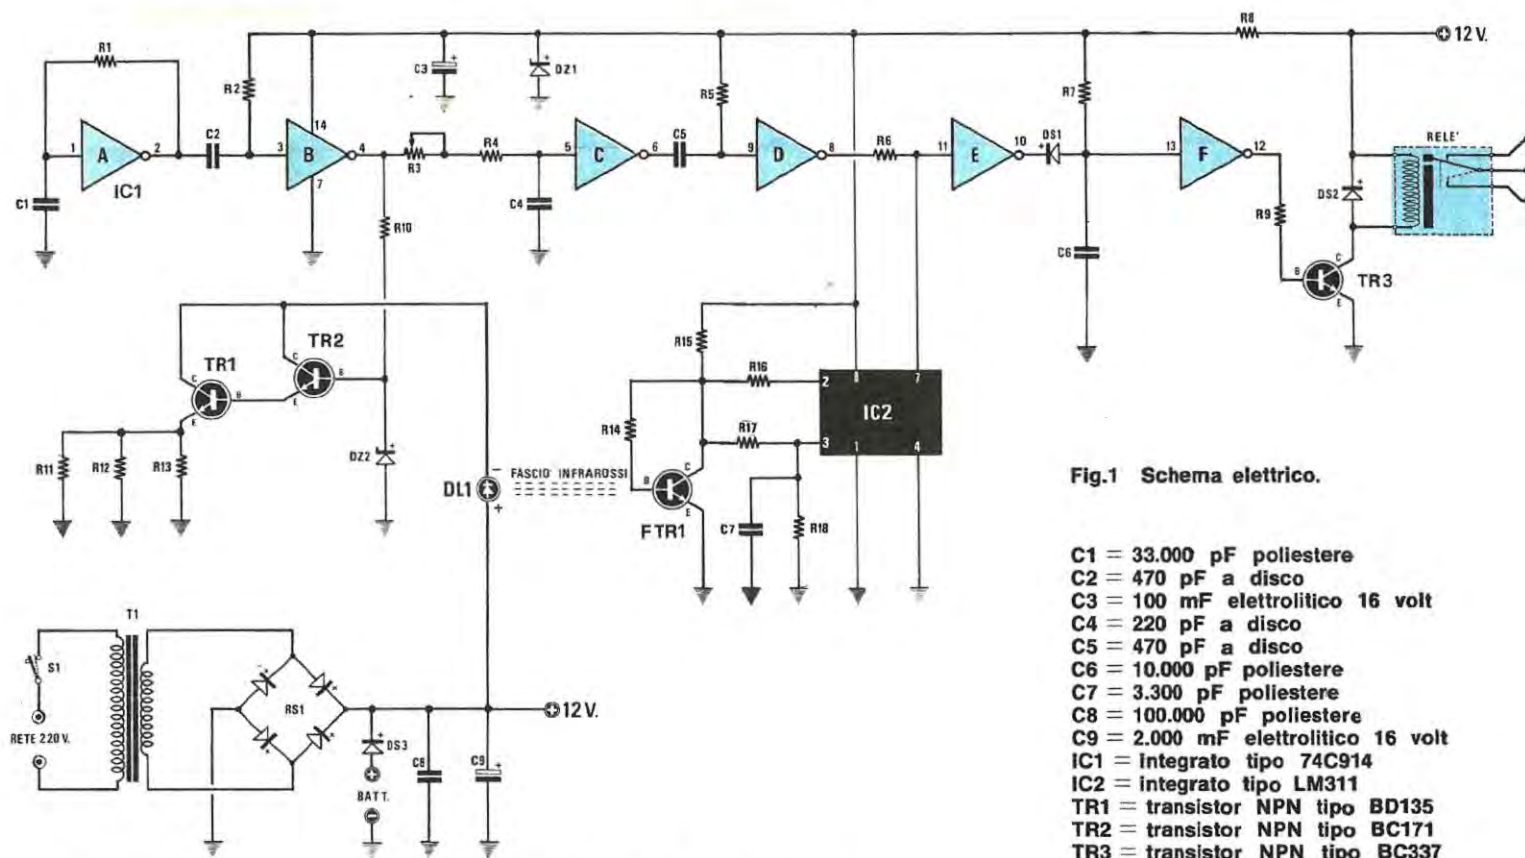 R1
R2
C3
+
DZ1
+
R5
R7
R8
12 V.
1
A
2
IC1
C1
C2
3
B
14
4
7
R3
R4
C4
5
C
6
C5
9
D
8
R6
11
E
10
DS1
+
C6
13
F
12
R9
DS2
+
RELE'
B
C
E
TR3
R10
TR1
C
B
E
TR2
C
B
E
R11
R12
R13
DZ2
+
DL1
−
+
FASCIO INFRAROSSI
R14
R15
R16
R17
R18
B
C
E
FTR1
C7
2
3
8
7
1
4
IC2
T1
S1
RETE 220 V.
RS1
DS3
+
BATT.
C8
C9
+
12 V.
Fig.1 Schema elettrico.
C1 = 33.000 pF poliestere
C2 = 470 pF a disco
C3 = 100 mF elettrolitico 16 volt
C4 = 220 pF a disco
C5 = 470 pF a disco
C6 = 10.000 pF poliestere
C7 = 3.300 pF poliestere
C8 = 100.000 pF poliestere
C9 = 2.000 mF elettrolitico 16 volt
IC1 = integrato tipo 74C914
IC2 = integrato tipo LM311
TR1 = transistor NPN tipo BD135
TR2 = transistor NPN tipo BC171
TR3 = transistor NPN tipo BC337